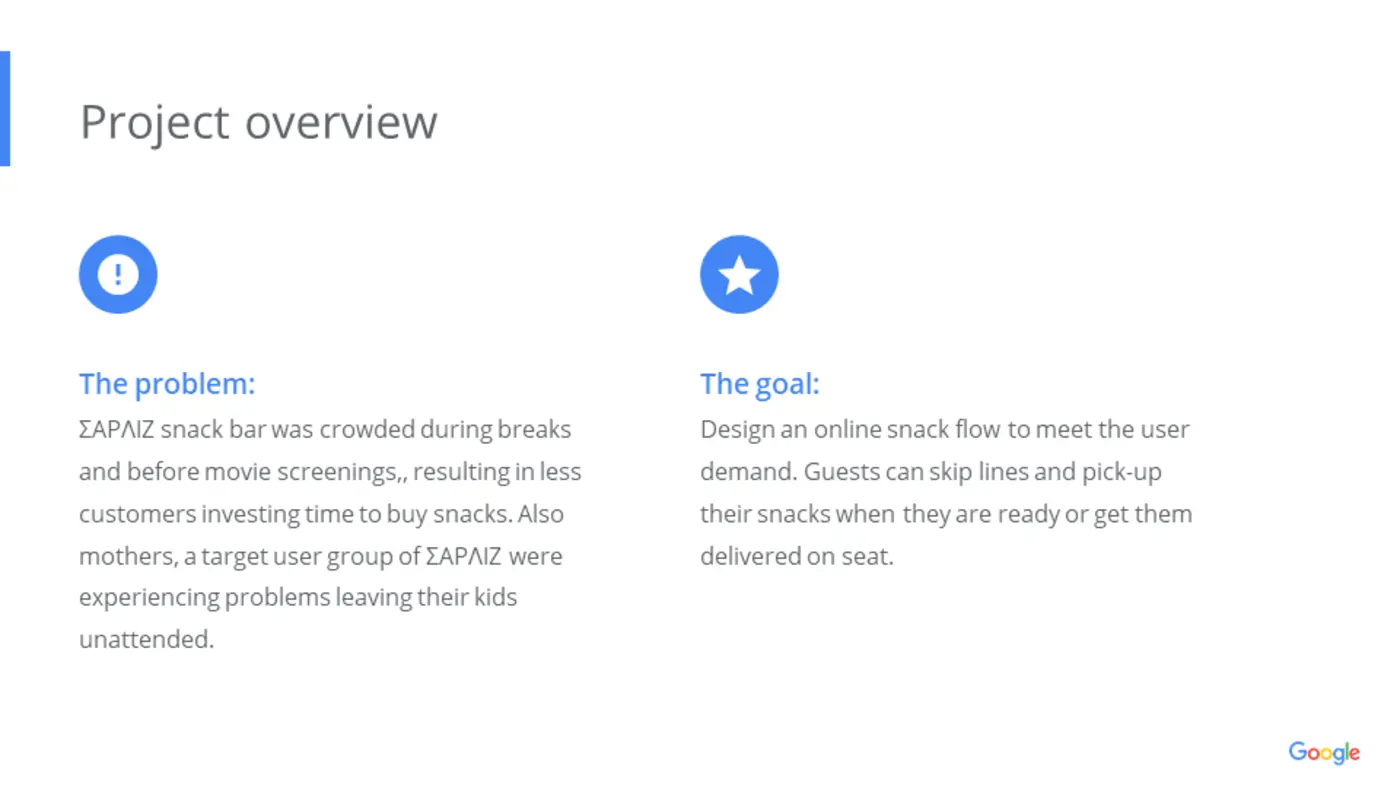 Project overview
The problem:
ΣΑΡΛΙΖ snack bar was crowded during breaks
and before movie screenings,, resulting in less
customers investing time to buy snacks. Also
mothers, a target user group of ΣΑΡΛΙΖ were
experiencing problems leaving their kids
unattended.
The goal:
Design an online snack flow to meet the user
demand. Guests can skip lines and pick-up
their snacks when they are ready or get them
delivered on seat.
Google